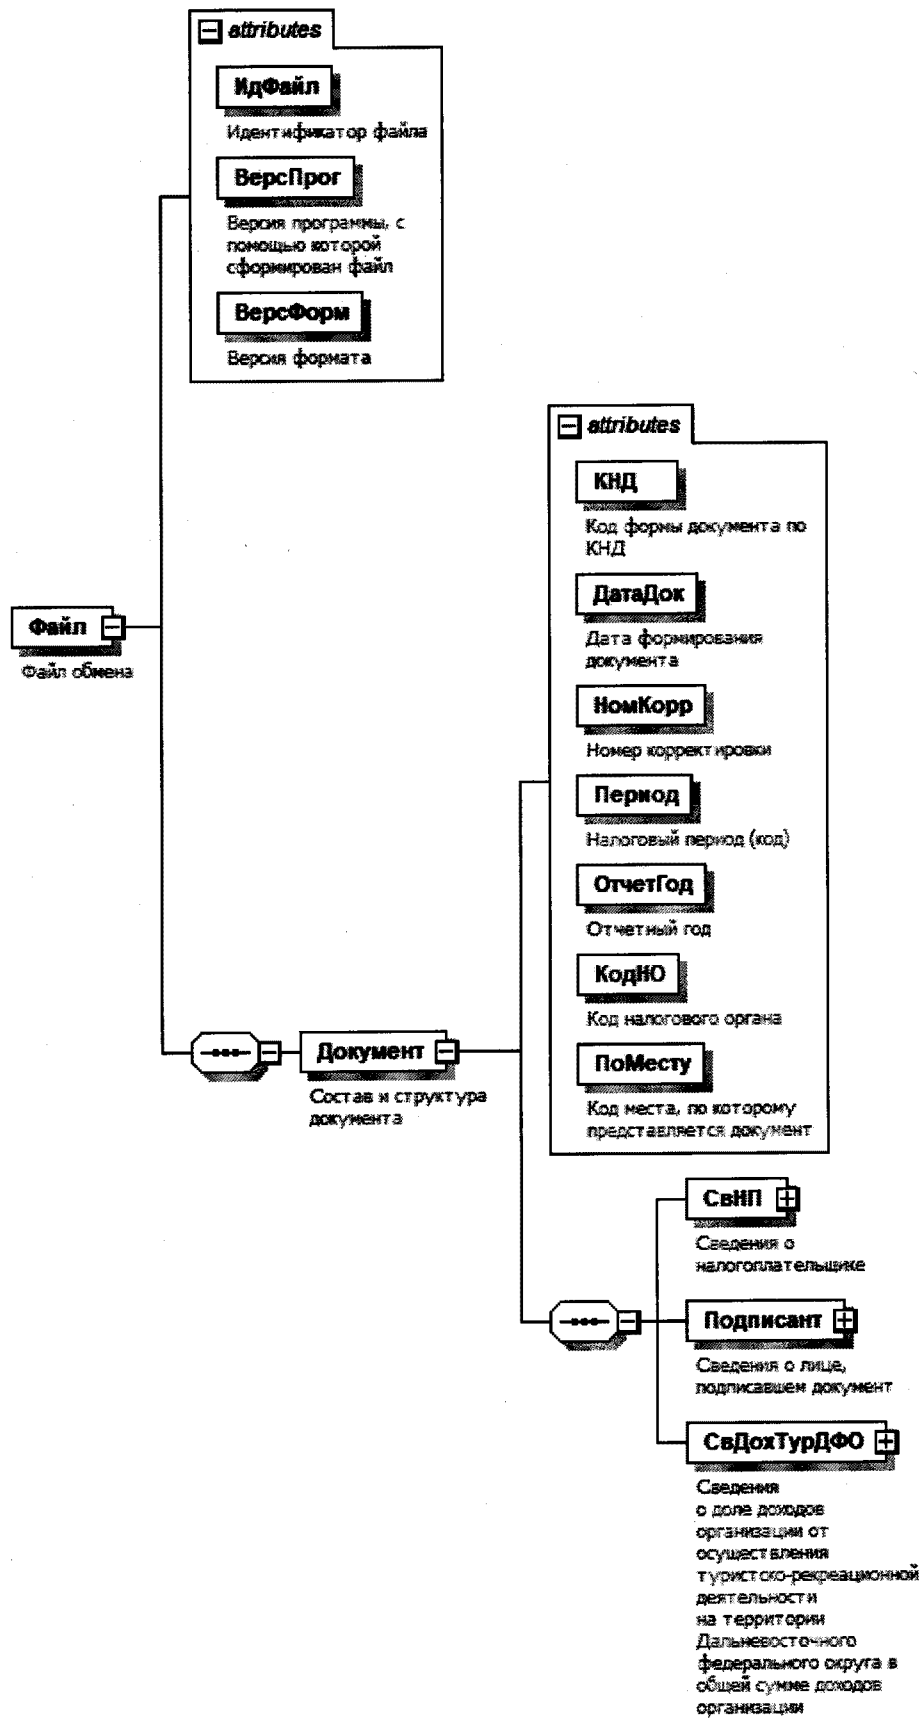 attributes
ИдФайл
Идентификатор файла
ВерсПрог
Версия программы, с
помощью которой
сформирован файл
ВерсФорм
Версия формата
attributes
КНД
Код формы документа по
КНД
ДатаДок
Дата формирования
документа
НомКорр
Номер корректировки
Период
Налоговый период (код)
ОтчетГод
Отчетный год
КодНО
Код налогового органа
ПоМесту
Код места, по которому
представляется документ
Файл
Файл обмена
Документ
Состав и структура
документа
СвНП
Сведения о
налогоплательщике
Подписант
Сведения о лице,
подписавшем документ
СвДохТурДФО
Сведения
о доле доходов
организации от
осуществления
туристско-рекреационной
деятельности
на территории
Дальневосточного
федерального округа в
общей сумме доходов
организации